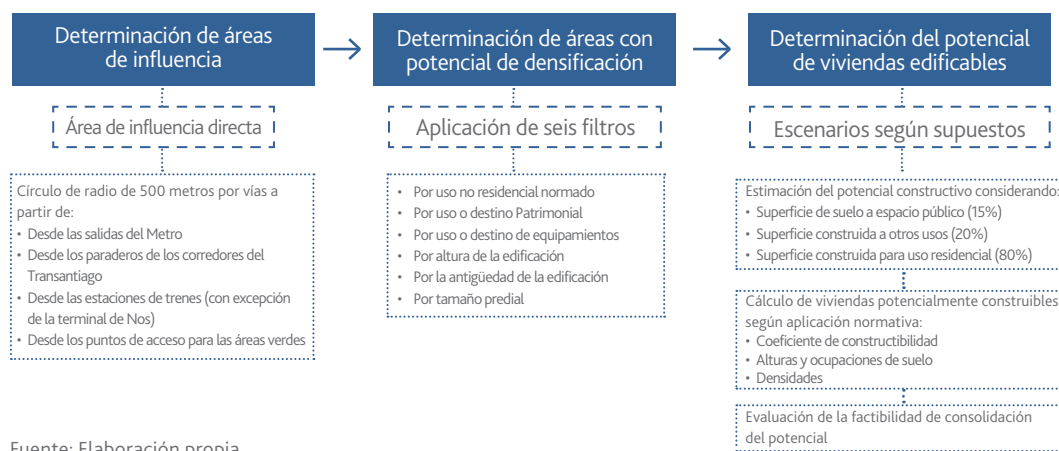 Determinación de áreas
de influencia
Área de influencia directa
Círculo de radio de 500 metros por vías a
partir de:
• Desde las salidas del Metro
• Desde los paraderos de los corredores del
Transantiago
• Desde las estaciones de trenes (con excepción
de la terminal de Nos)
• Desde los puntos de acceso para las áreas verdes
Determinación de áreas con
potencial de densificación
Aplicación de seis filtros
• Por uso no residencial normado
• Por uso o destino Patrimonial
• Por uso o destino de equipamientos
• Por altura de la edificación
• Por la antigüedad de la edificación
• Por tamaño predial
Determinación del potencial
de viviendas edificables
Escenarios según supuestos
Estimación del potencial constructivo considerando:
• Superficie de suelo a espacio público (15%)
• Superficie construida a otros usos (20%)
• Superficie construida para uso residencial (80%)
Cálculo de viviendas potencialmente construibles
según aplicación normativa:
• Coeficiente de constructibilidad
• Alturas y ocupaciones de suelo
• Densidades
Evaluación de la factibilidad de consolidación
del potencial
Fuente: Elaboración propia